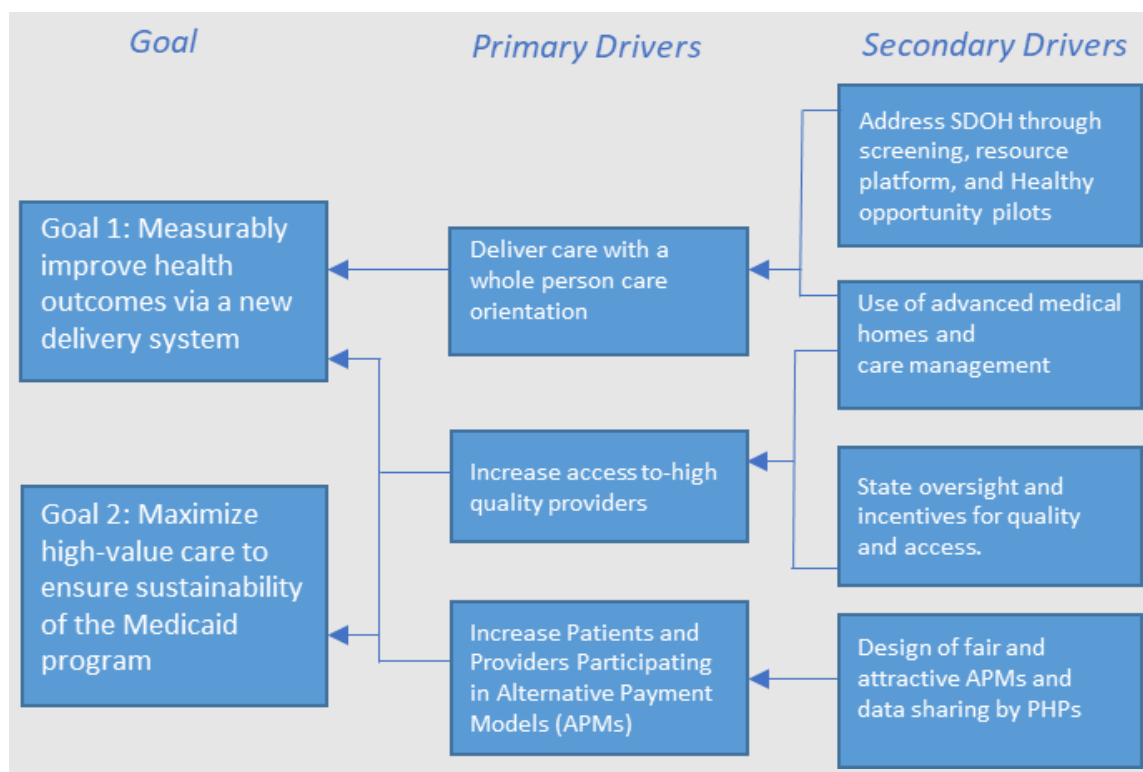 Goal
Primary Drivers
Secondary Drivers
Goal 1: Measurably
improve health
outcomes via a new
delivery system
Goal 2: Maximize
high-value care to
ensure sustainability
of the Medicaid
program
Deliver care with a
whole person care
orientation
Increase access to-high
quality providers
Increase Patients and
Providers Participating
in Alternative Payment
Models (APMs)
Address SDOH through
screening, resource
platform, and Healthy
opportunity pilots
Use of advanced medical
homes and
care management
State oversight and
incentives for quality
and access.
Design of fair and
attractive APMs and
data sharing by PHPs